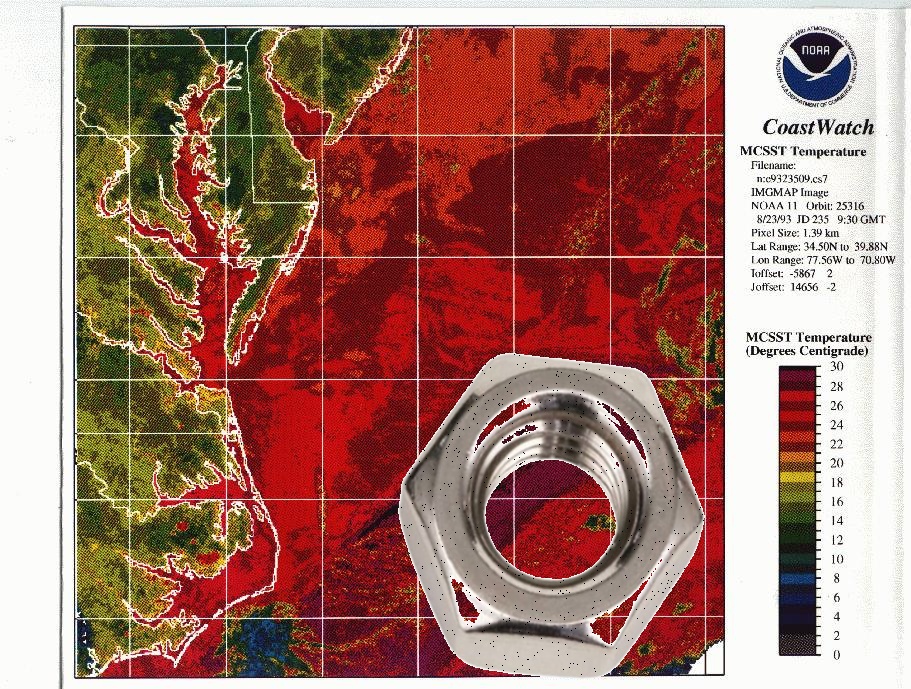 NATIONAL OCEANIC AND ATMOSPHERIC ADMINISTRATION
U.S. DEPARTMENT OF COMMERCE
NOAA
CoastWatch
MCSST Temperature
Filename:
n:c9323509.cs7
IMGMAP Image
NOAA 11 Orbit: 25316
8/23/93 JD 235 9:30 GMT
Pixel Size: 1.39 km
Lat Range: 34.50N to 39.88N
Lon Range: 77.56W to 70.80W
Ioffset: -5867 2
Joffset: 14656 -2
MCSST Temperature
(Degrees Centigrade)
30
28
26
24
22
20
18
16
14
12
10
8
6
4
2
0